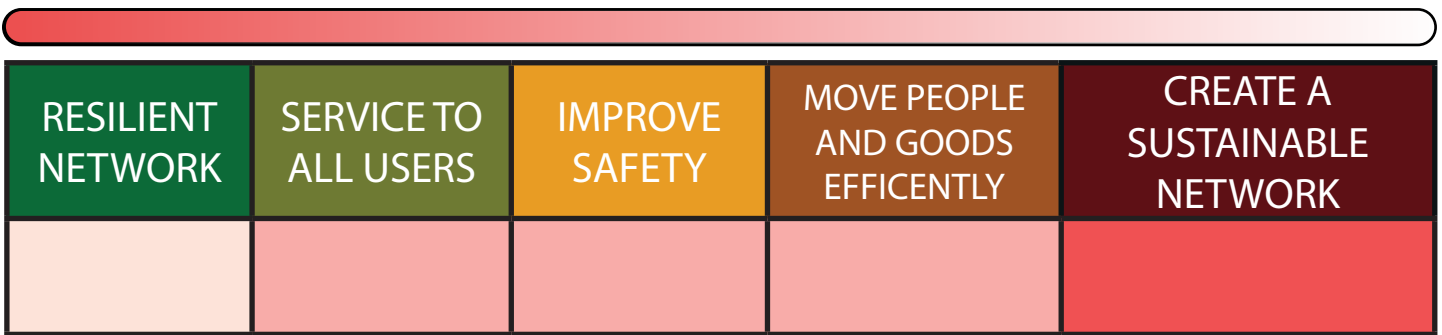 RESILIENT
NETWORK
SERVICE TO
ALL USERS
IMPROVE
SAFETY
MOVE PEOPLE
AND GOODS
EFFICENTLY
CREATE A
SUSTAINABLE
NETWORK